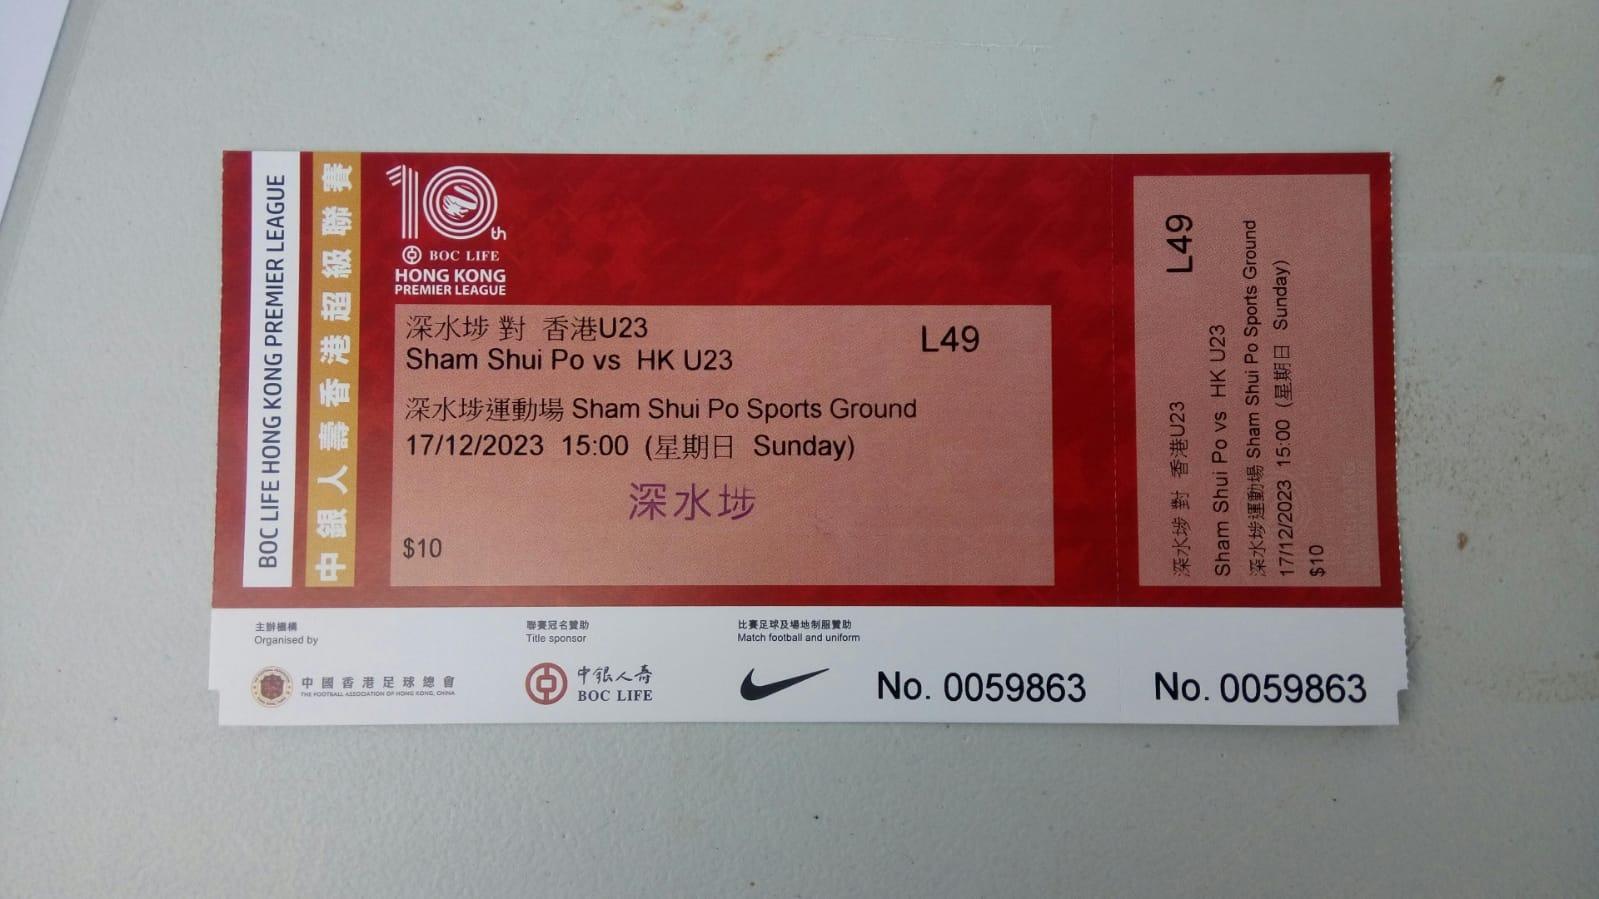 BOC LIFE HONG KONG PREMIER LEAGUE
中銀人壽香港超級聯賽
10th
BOC LIFE
HONG KONG
PREMIER LEAGUE
深水埗 對 香港U23
L49
Sham Shui Po vs HK U23
深水埗運動場 Sham Shui Po Sports Ground
17/12/2023 15:00 (星期日 Sunday)
深水埗
$10
主辦機構
Organised by
中國香港足球總會
THE FOOTBALL ASSOCIATION OF HONG KONG, CHINA
聯賽冠名贊助
Title sponsor
中銀人壽
BOC LIFE
比賽足球及場地制服贊助
Match football and uniform
No. 0059863
L49
深水埗 對 香港U23
Sham Shui Po vs HK U23
深水埗運動場 Sham Shui Po Sports Ground
17/12/2023 15:00 (星期日 Sunday)
$10
No. 0059863